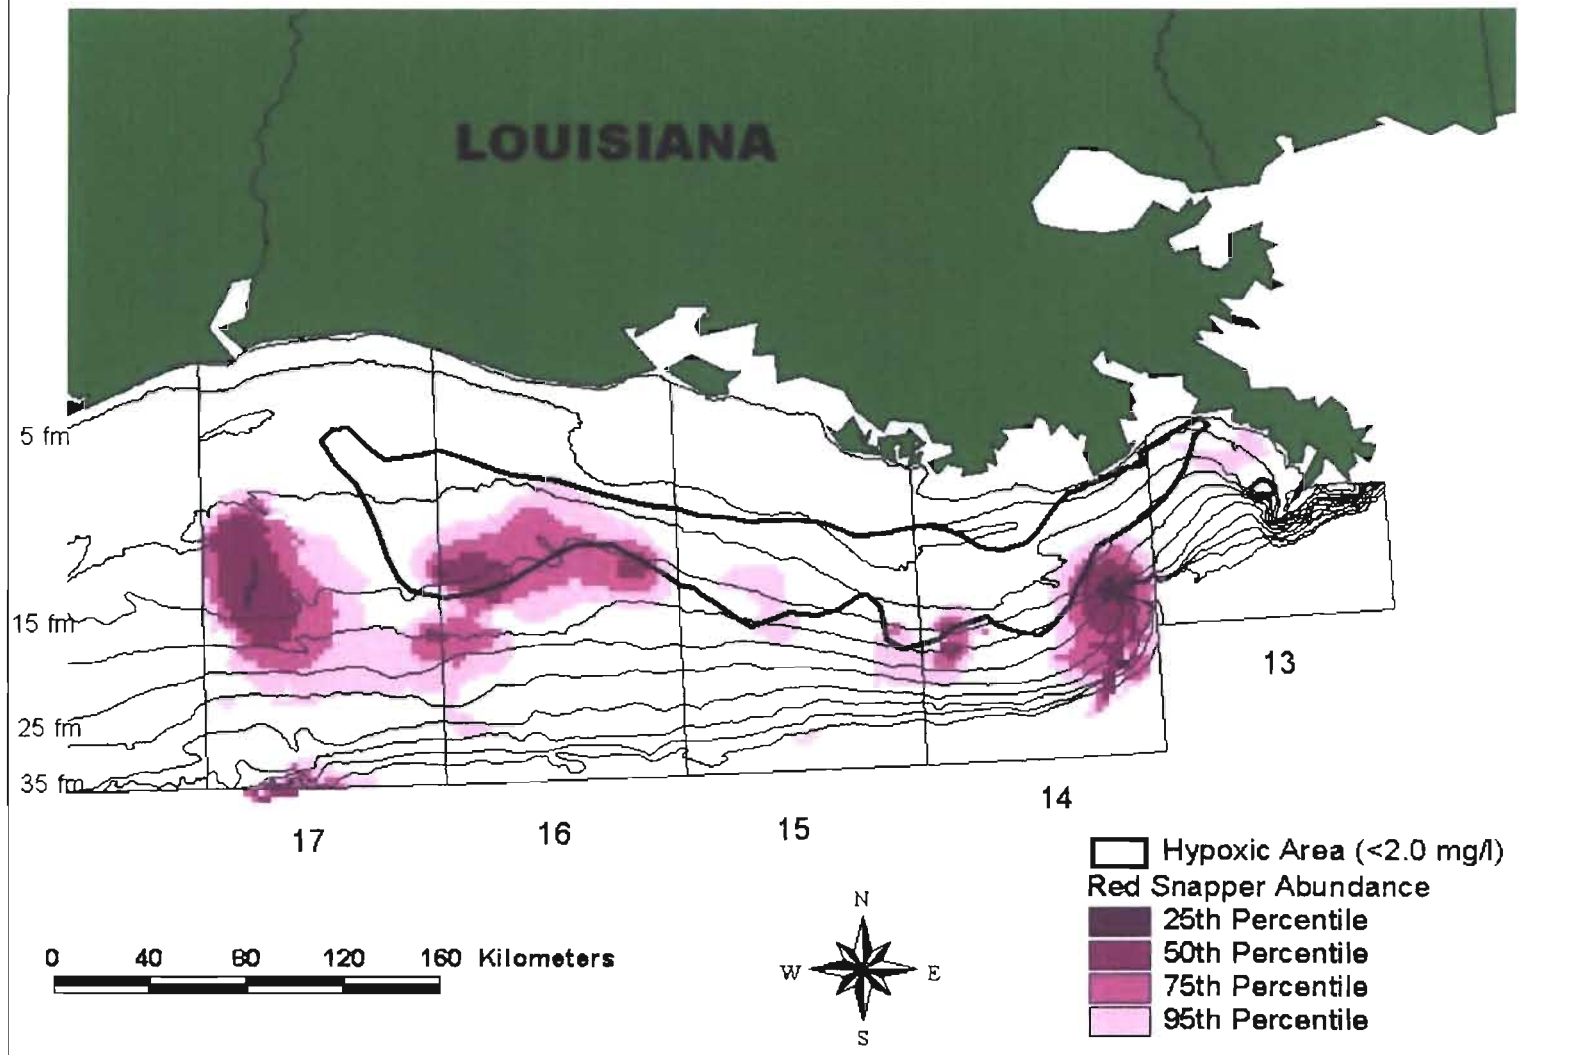 LOUISIANA
5 fm
15 fm
25 fm
35 fm
13
14
15
16
17
Hypoxic Area (<2.0 mg/l)
Red Snapper Abundance
25th Percentile
50th Percentile
75th Percentile
95th Percentile
0 40 80 120 160 Kilometers
N
W E
S